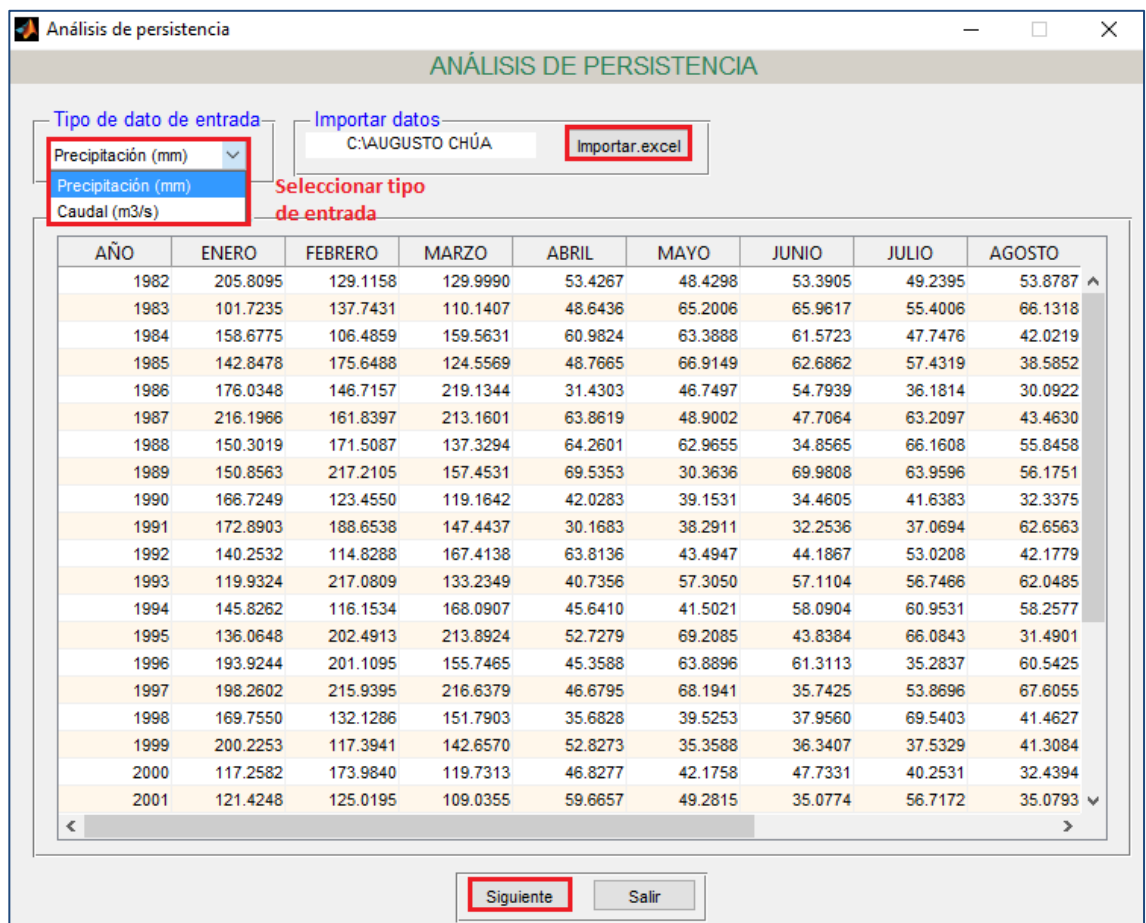 Análisis de persistencia
ANÁLISIS DE PERSISTENCIA
Tipo de dato de entrada
Importar datos
Precipitación (mm)
C:\AUGUSTO CHÚA
Importar.excel
Precipitación (mm)
Caudal (m3/s)
Seleccionar tipo
de entrada
AÑO ENERO FEBRERO MARZO ABRIL MAYO JUNIO JULIO AGOSTO
1982 205.8095 129.1158 129.9990 53.4267 48.4298 53.3905 49.2395 53.8787
1983 101.7235 137.7431 110.1407 48.6436 65.2006 65.9617 55.4006 66.1318
1984 158.6775 106.4859 159.5631 60.9824 63.3888 61.5723 47.7476 42.0219
1985 142.8478 175.6488 124.5569 48.7665 66.9149 62.6862 57.4319 38.5852
1986 176.0348 146.7157 219.1344 31.4303 46.7497 54.7939 36.1814 30.0922
1987 216.1966 161.8397 213.1601 63.8619 48.9002 47.7064 63.2097 43.4630
1988 150.3019 171.5087 137.3294 64.2601 62.9655 34.8565 66.1608 55.8458
1989 150.8563 217.2105 157.4531 69.5353 30.3636 69.9808 63.9596 56.1751
1990 166.7249 123.4550 119.1642 42.0283 39.1531 34.4605 41.6383 32.3375
1991 172.8903 188.6538 147.4437 30.1683 38.2911 32.2536 37.0694 62.6563
1992 140.2532 114.8288 167.4138 63.8136 43.4947 44.1867 53.0208 42.1779
1993 119.9324 217.0809 133.2349 40.7356 57.3050 57.1104 56.7466 62.0485
1994 145.8262 116.1534 168.0907 45.6410 41.5021 58.0904 60.9531 58.2577
1995 136.0648 202.4913 213.8924 52.7279 69.2085 43.8384 66.0843 31.4901
1996 193.9244 201.1095 155.7465 45.3588 63.8896 61.3113 35.2837 60.5425
1997 198.2602 215.9395 216.6379 46.6795 68.1941 35.7425 53.8696 67.6055
1998 169.7550 132.1286 151.7903 35.6828 39.5253 37.9560 69.5403 41.4627
1999 200.2253 117.3941 142.6570 52.8273 35.3588 36.3407 37.5329 41.3084
2000 117.2582 173.9840 119.7313 46.8277 42.1758 47.7331 40.2531 32.4394
2001 121.4248 125.0195 109.0355 59.6657 49.2815 35.0774 56.7172 35.0793
Siguiente
Salir